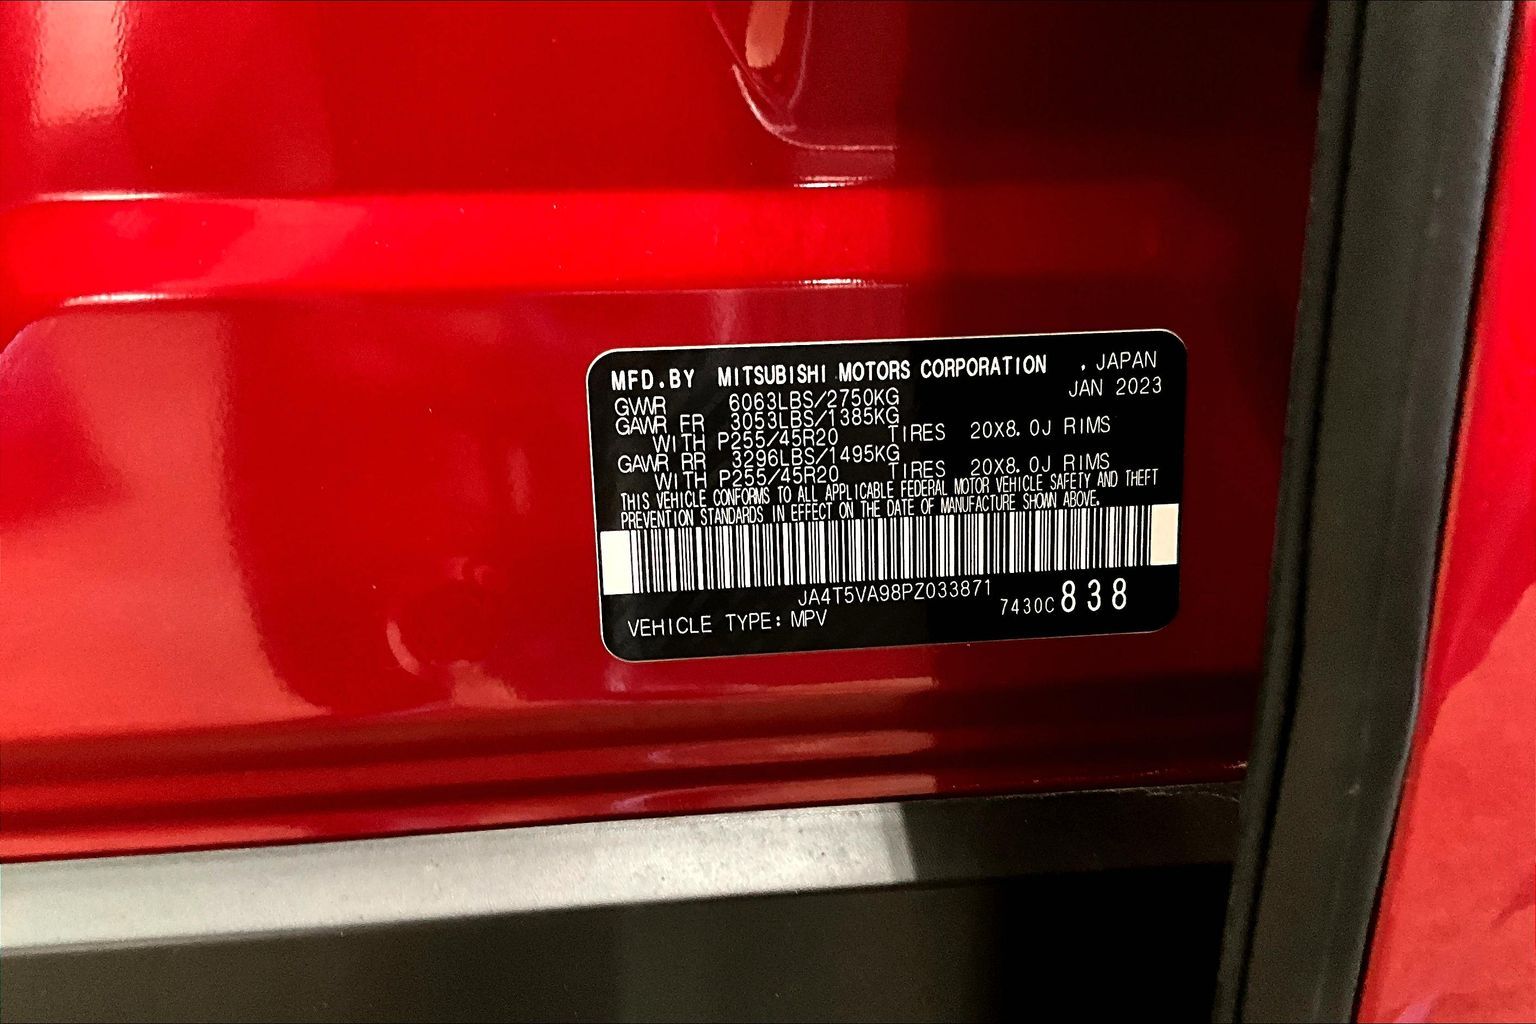 MFD.BY MITSUBISHI MOTORS CORPORATION , JAPAN
JAN 2023
GVWR 6063LBS/2750KG
GAWR FR 3053LBS/1385KG
WITH P255/45R20 TIRES 20X8.0J RIMS
GAWR RR 3296LBS/1495KG
WITH P255/45R20 TIRES 20X8.0J RIMS
THIS VEHICLE CONFORMS TO ALL APPLICABLE FEDERAL MOTOR VEHICLE SAFETY AND THEFT
PREVENTION STANDARDS IN EFFECT ON THE DATE OF MANUFACTURE SHOWN ABOVE.
JA4T5VA98PZ033871
7430C 838
VEHICLE TYPE: MPV